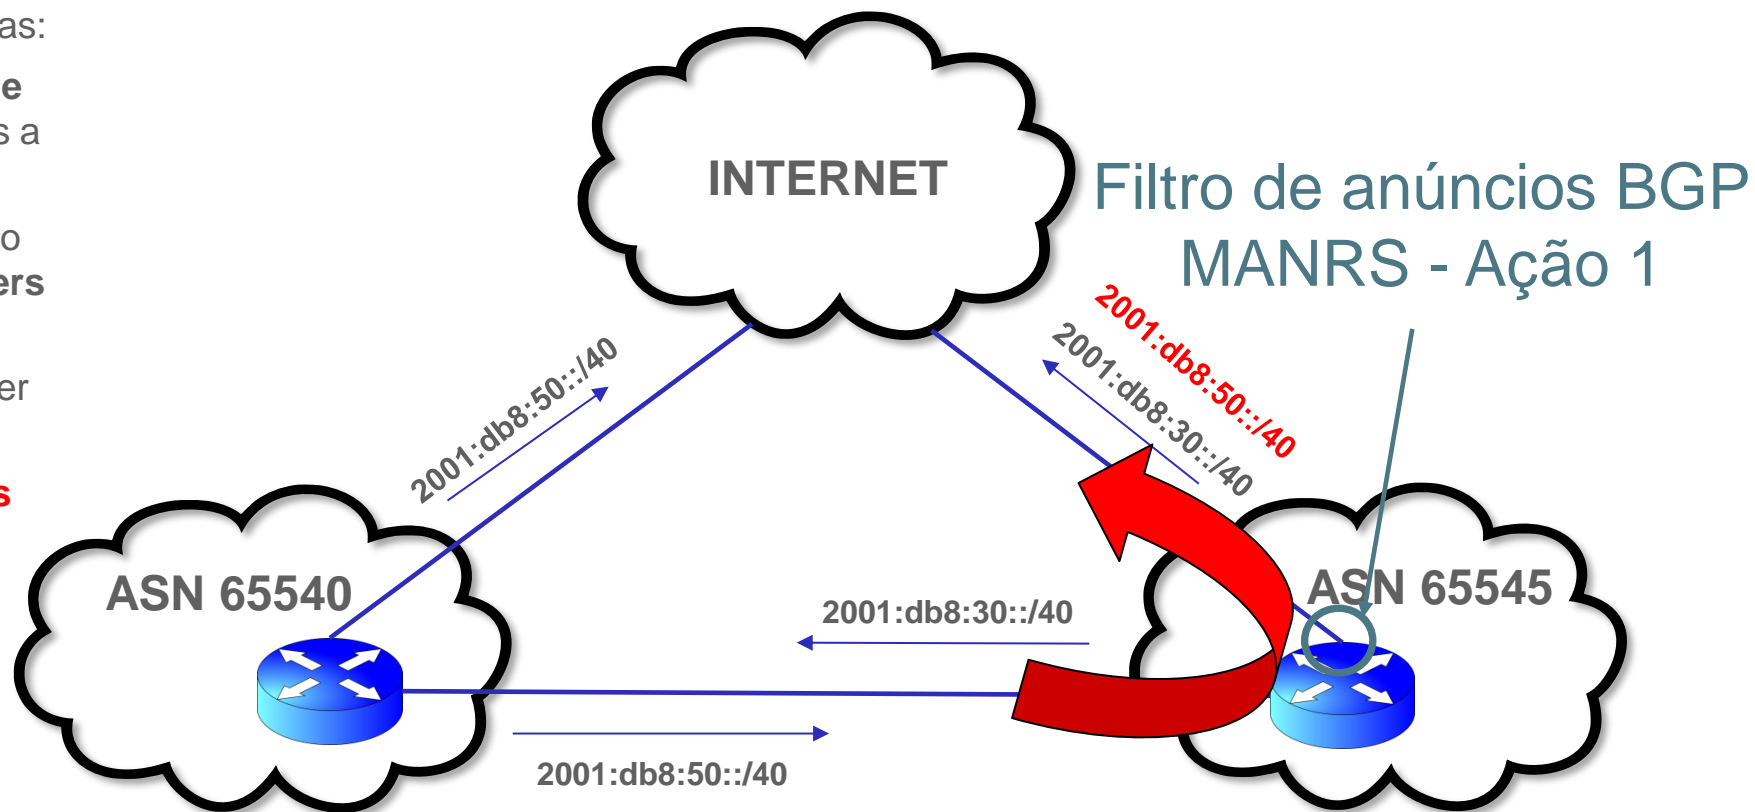 as:
e
s a
o
ers
er
s
INTERNET
Filtro de anúncios BGP
MANRS - Ação 1
2001:db8:50::/40
2001:db8:50::/40
2001:db8:30::/40
ASN 65540
ASN 65545
2001:db8:30::/40
2001:db8:50::/40